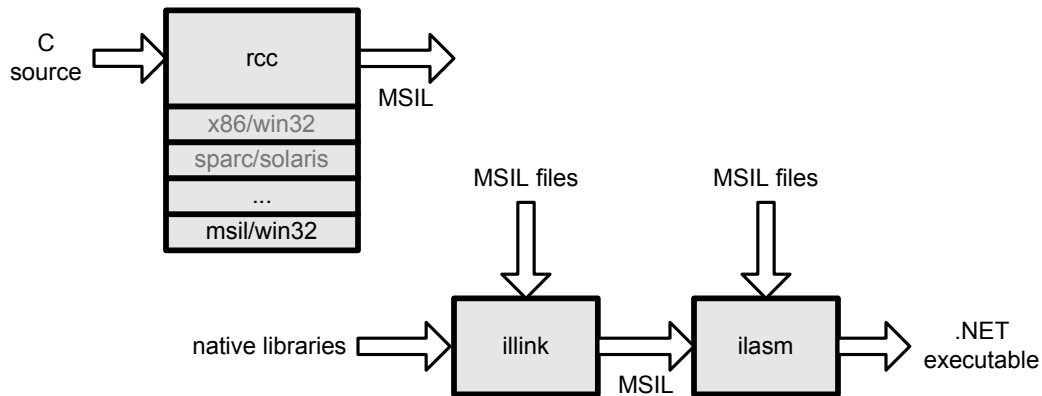 C
source
rcc
MSIL
x86/win32
sparc/solaris
...
msil/win32
MSIL files
MSIL files
native libraries
illink
MSIL
ilasm
.NET
executable